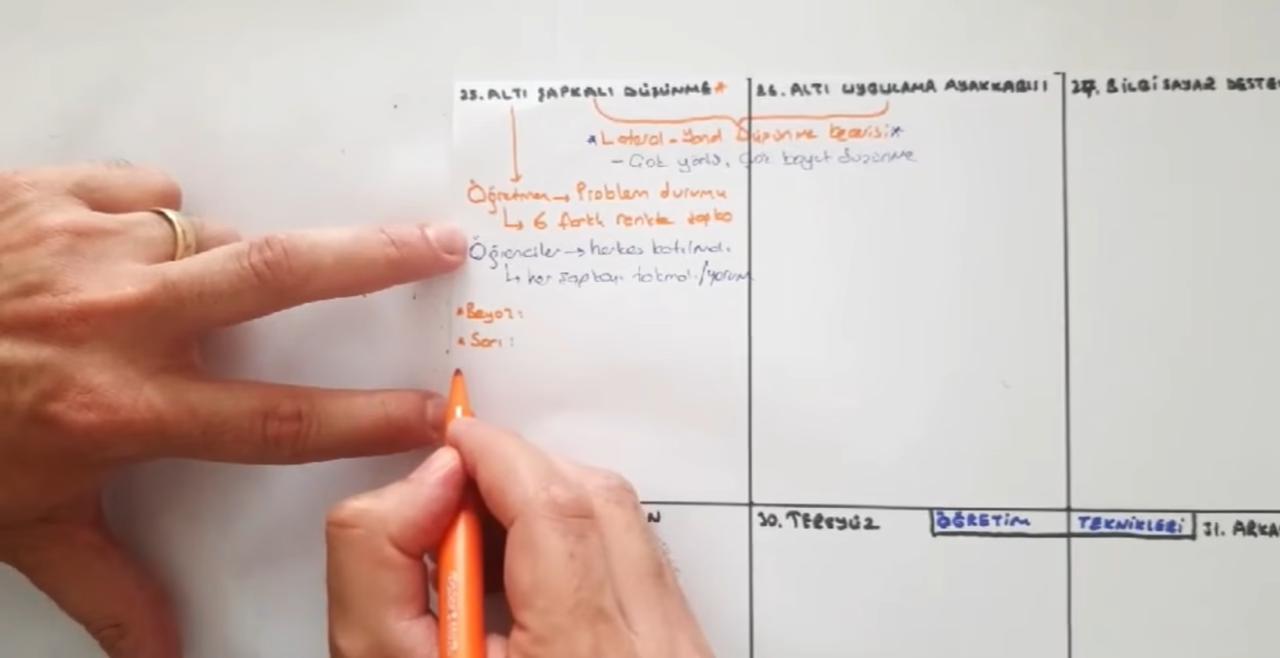 25. ALTI ŞAPKALI DÜŞÜNME*
26. ALTI UYGULAMA AYAKKABISI
27. BİLGİSAYAR DESTE
*Lateral - Yanal Düşünme becerisi*
- Çok yönlü, çok boyut düşünme
Öğretmen → Problem durumu
↳ 6 farklı renkte şapka
Öğrenciler → herkes katılmalı
↳ her şapkayı takmalı/yorum
*Beyaz:
*Sarı:
N
30. TERSYÜZ
ÖĞRETİM TEKNİKLERİ
31. ARKA